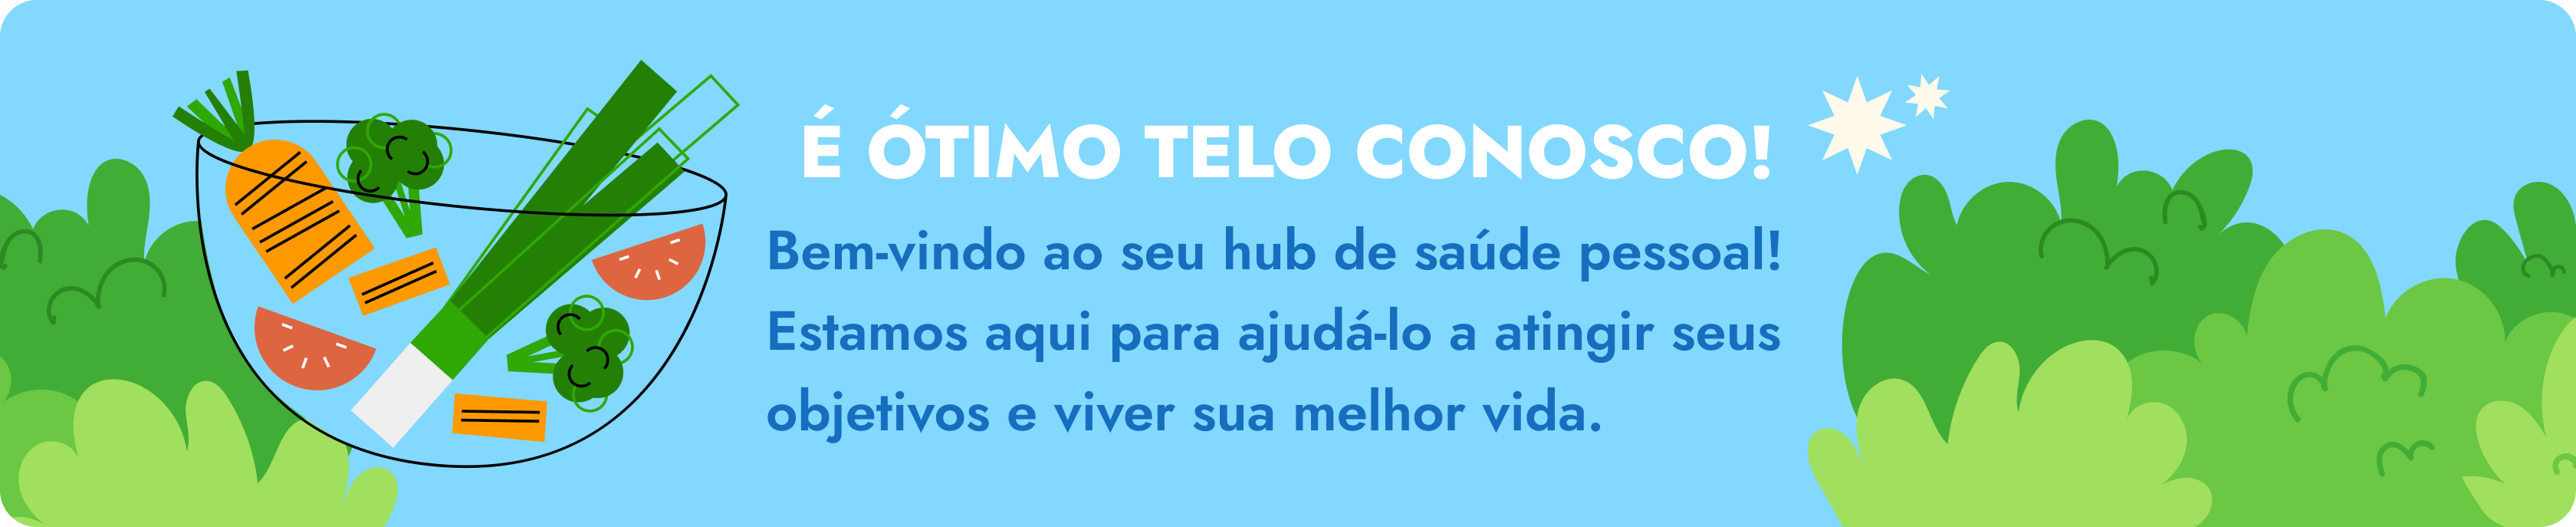 É ÓTIMO TELO CONOSCO!
Bem-vindo ao seu hub de saúde pessoal!
Estamos aqui para ajudá-lo a atingir seus
objetivos e viver sua melhor vida.